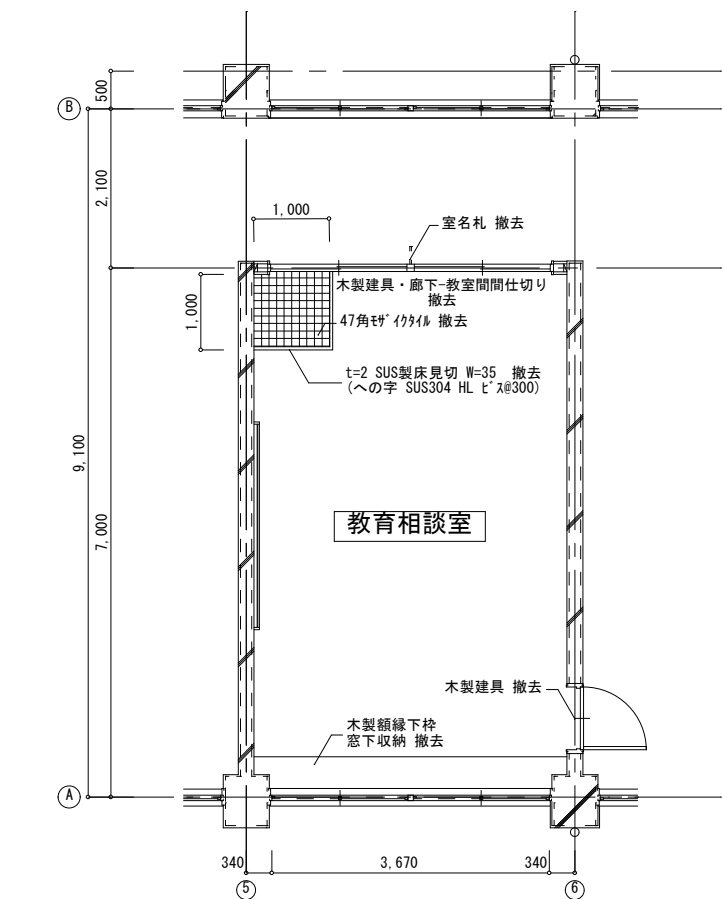 500
B
2,100
1,000
室名札 撤去
木製建具・廊下-教室間間仕切り
撤去
1,000
47角ﾓｻﾞｲｸﾀｲﾙ 撤去
t=2 SUS製床見切 W=35 撤去
(への字 SUS304 HL ﾋﾞｽ@300)
9,100
7,000
教育相談室
木製建具 撤去
木製額縁下枠
窓下収納 撤去
A
340
3,670
340
5
6